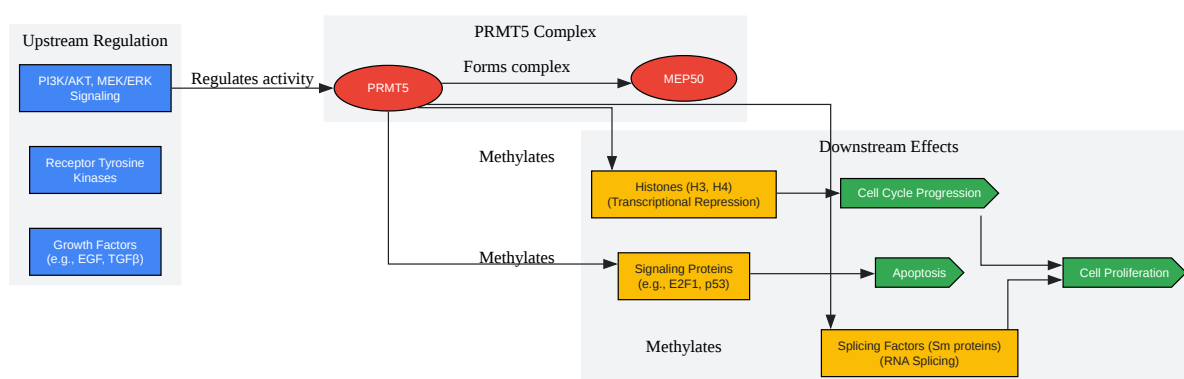 Upstream Regulation
PI3K/AKT, MEK/ERK
Signaling
Receptor Tyrosine
Kinases
Growth Factors
(e.g., EGF, TGFβ)
Regulates activity
PRMT5 Complex
PRMT5
Forms complex
MEP50
Downstream Effects
Methylates
Histones (H3, H4)
(Transcriptional Repression)
Cell Cycle Progression
Methylates
Signaling Proteins
(e.g., E2F1, p53)
Apoptosis
Cell Proliferation
Methylates
Splicing Factors (Sm proteins)
(RNA Splicing)